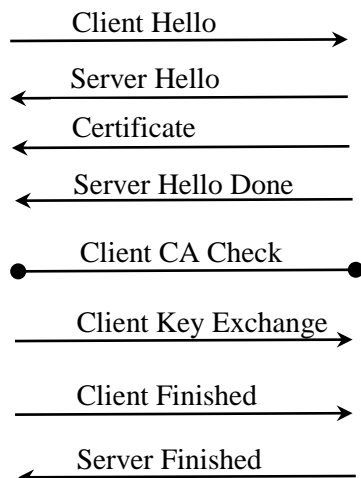 Client Hello
Server Hello
Certificate
Server Hello Done
Client CA Check
Client Key Exchange
Client Finished
Server Finished